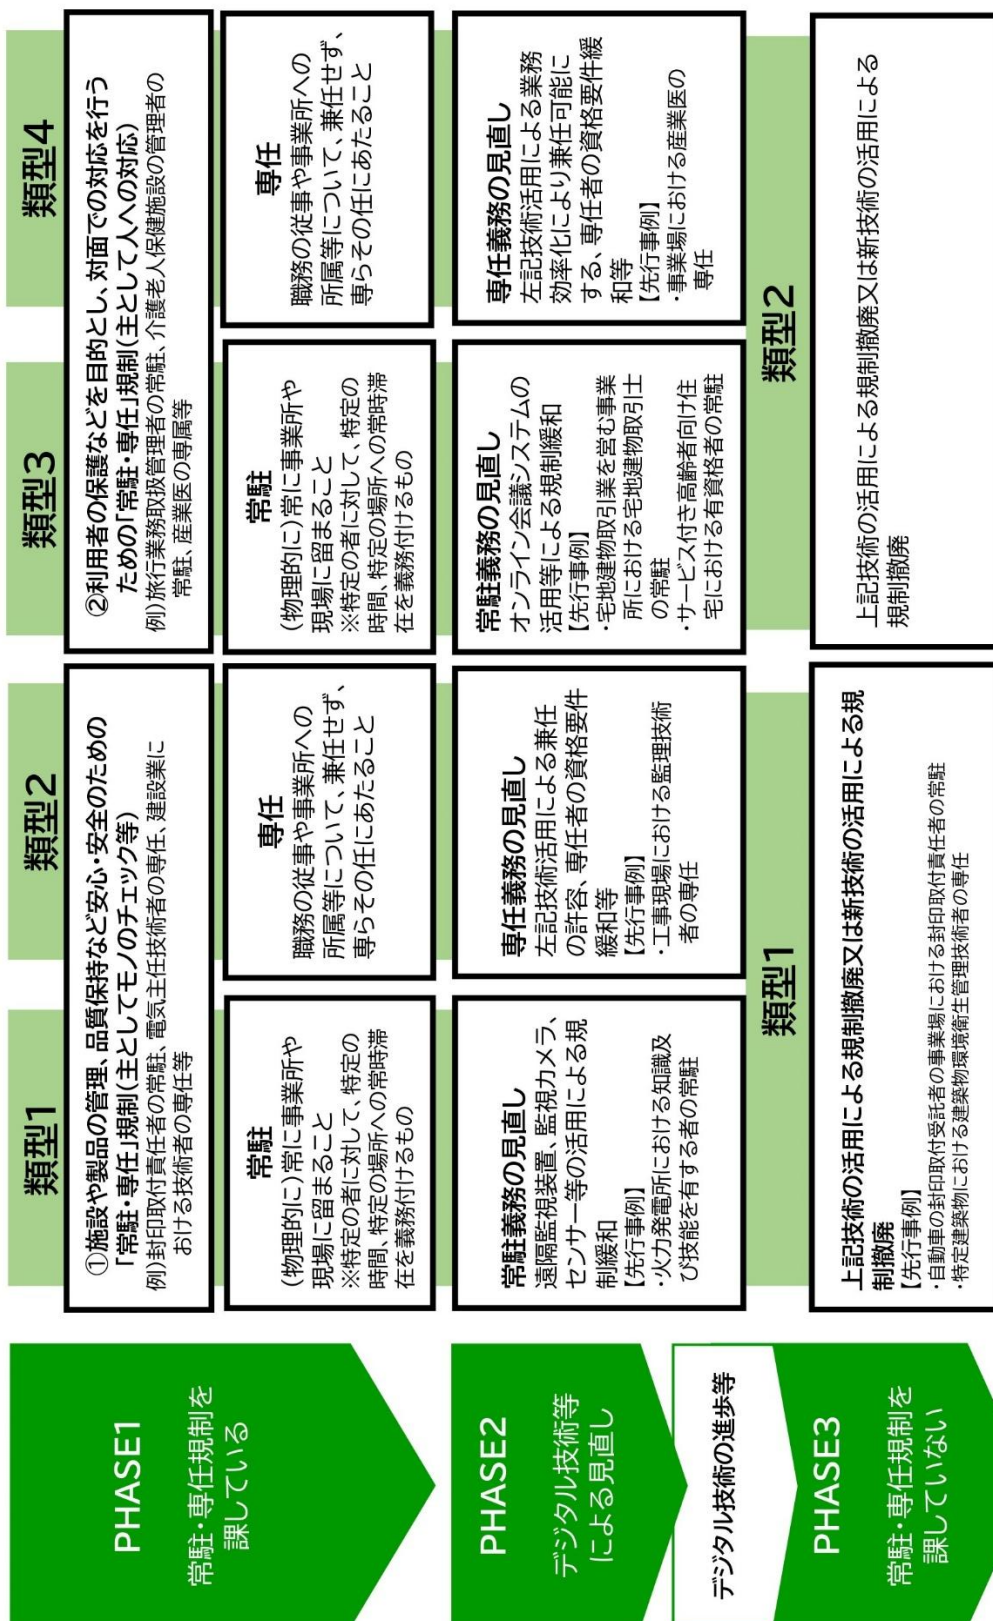 類型1
類型2
類型3
類型4
PHASE1
常駐・専任規制を
課している
①施設や製品の管理、品質保持など安心・安全のための
「常駐・専任」規制(主としてモノのチェック等)
例)封印取付責任者の常駐、電気主任技術者の専任、建設業に
おける技術者の専任等
②利用者の保護などを目的とし、対面での対応を行う
ための「常駐・専任」規制(主として人への対応)
例)旅行業務取扱管理者の常駐、介護老人保健施設の管理者の
常駐、産業医の専属等
常駐
(物理的に)常に事業所や
現場に留まること
※特定の者に対して、特定の
時間、特定の場所への常時滞
在を義務付けるもの
専任
職務の従事や事業所への
所属等について、兼任せず、
専らその任にあたること
常駐
(物理的に)常に事業所や
現場に留まること
※特定の者に対して、特定の
時間、特定の場所への常時滞
在を義務付けるもの
専任
職務の従事や事業所への
所属等について、兼任せず、
専らその任にあたること
PHASE2
デジタル技術等
による見直し
常駐義務の見直し
遠隔監視装置、監視カメラ、
センサー等の活用による規
制緩和
【先行事例】
・火力発電所における知識及
び技能を有する者の常駐
専任義務の見直し
左記技術活用による兼任
の許容、専任者の資格要件
緩和等
【先行事例】
・工事現場における監理技術
者の専任
常駐義務の見直し
オンライン会議システムの
活用等による規制緩和
【先行事例】
・宅地建物取引業を営む事業
所における宅地建物取引士
の常駐
・サービス付き高齢者向け住
宅における有資格者の常駐
専任義務の見直し
左記技術活用による業務
効率化により兼任可能に
する、専任者の資格要件緩
和等
【先行事例】
・事業場における産業医の
専任
デジタル技術の進歩等
類型1
類型2
PHASE3
常駐・専任規制を
課していない
上記技術の活用による規制撤廃又は新技術の活用による規
制撤廃
【先行事例】
・自動車の封印取付受託者の事業場における封印取付責任者の常駐
・特定建築物における建築物環境衛生管理技術者の専任
上記技術の活用による規制撤廃又は新技術の活用による
規制撤廃